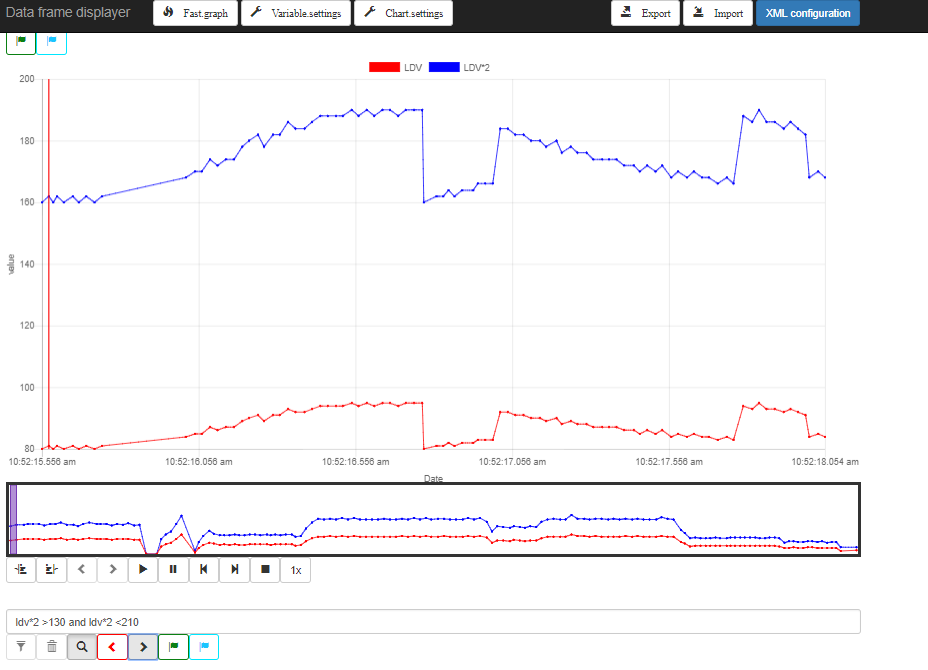 Data frame displayer Fast.graph Variable.settings Chart.settings Export Import XML configuration
LDV LDV*2
200
180
160
140
120
100
80
value
10:52:15.556 am 10:52:16.056 am 10:52:16.556 am 10:52:17.056 am 10:52:17.556 am 10:52:18.054 am
Date
1x
ldv*2 >130 and ldv*2 <210